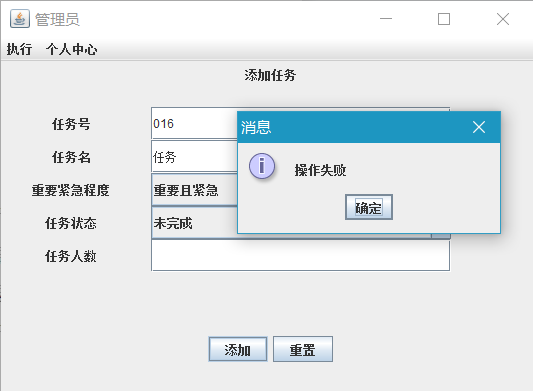 管理员
执行 个人中心
添加任务
任务号 016
消息
任务名 任务
操作失败
重要紧急程度 重要且紧急
确定
任务状态 未完成
任务人数
添加 重置